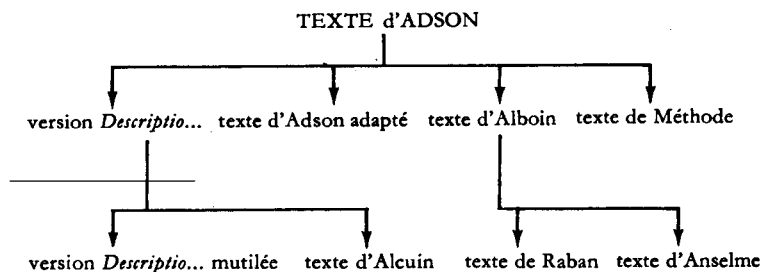 TEXTE d'ADSON
version Descriptio... texte d'Adson adapté texte d'Alboin texte de Méthode
version Descriptio... mutilée texte d'Alcuin texte de Raban texte d'Anselme